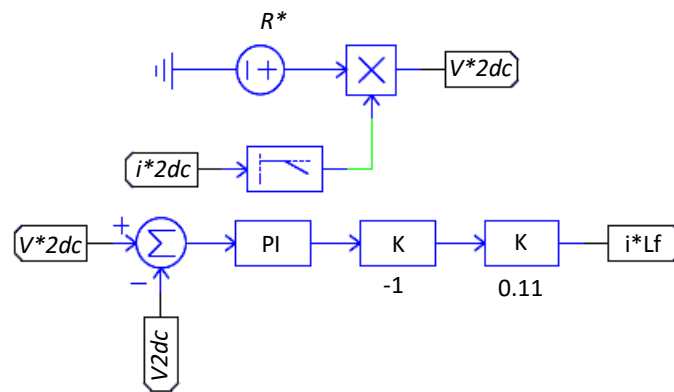 R*
V*2dc
i*2dc
V*2dc
+
−
Σ
PI
K
K
i*Lf
-1
0.11
V2dc